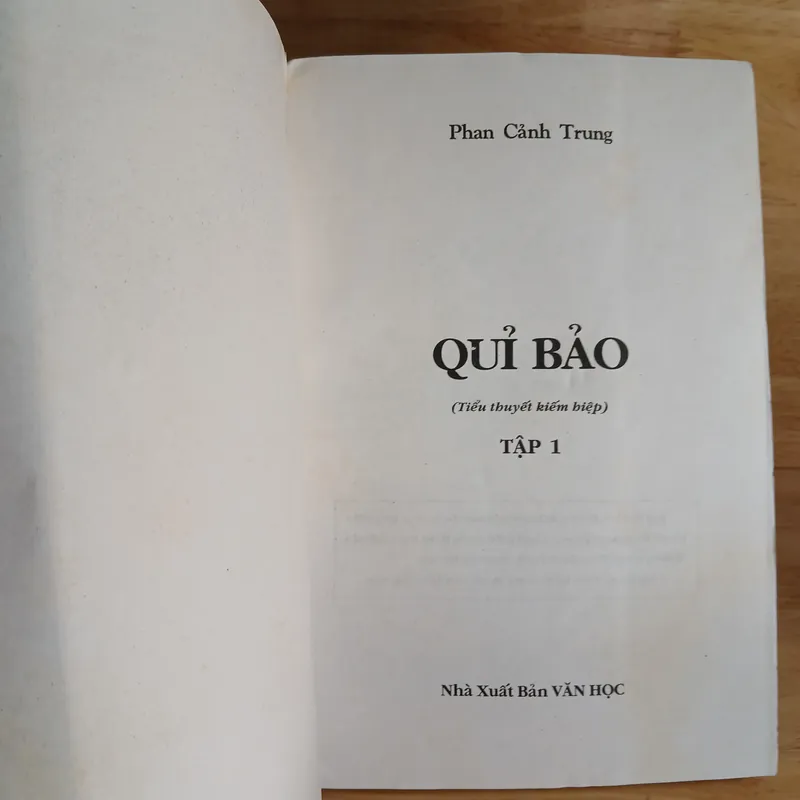 Phan Cảnh Trung
QUỈ BẢO
(Tiểu thuyết kiếm hiệp)
TẬP 1
Nhà Xuất Bản VĂN HỌC